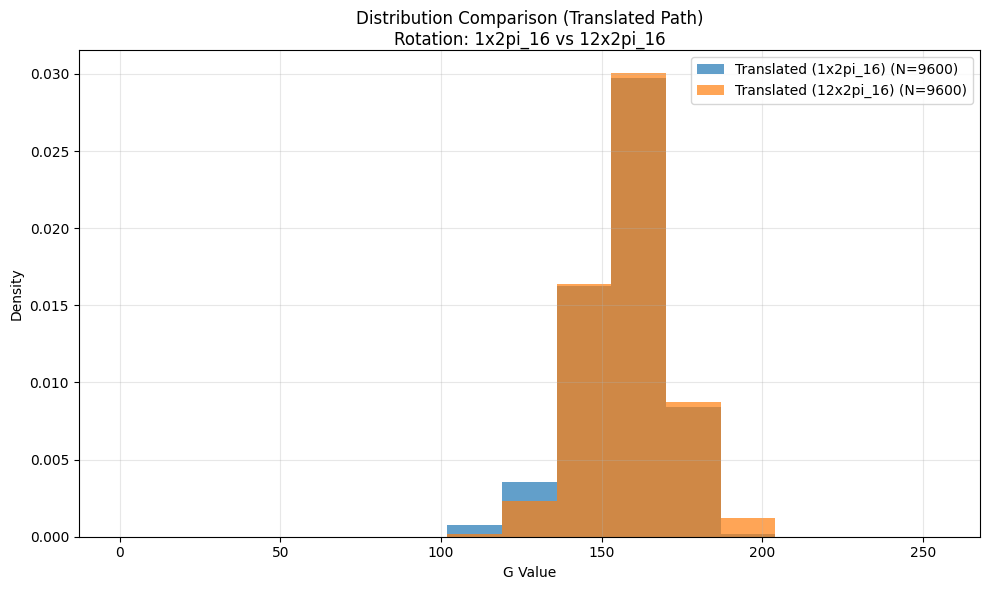 Distribution Comparison (Translated Path)
Rotation: 1x2pi_16 vs 12x2pi_16
Translated (1x2pi_16) (N=9600)
Translated (12x2pi_16) (N=9600)
Density
0.030
0.025
0.020
0.015
0.010
0.005
0.000
0 50 100 150 200 250
G Value